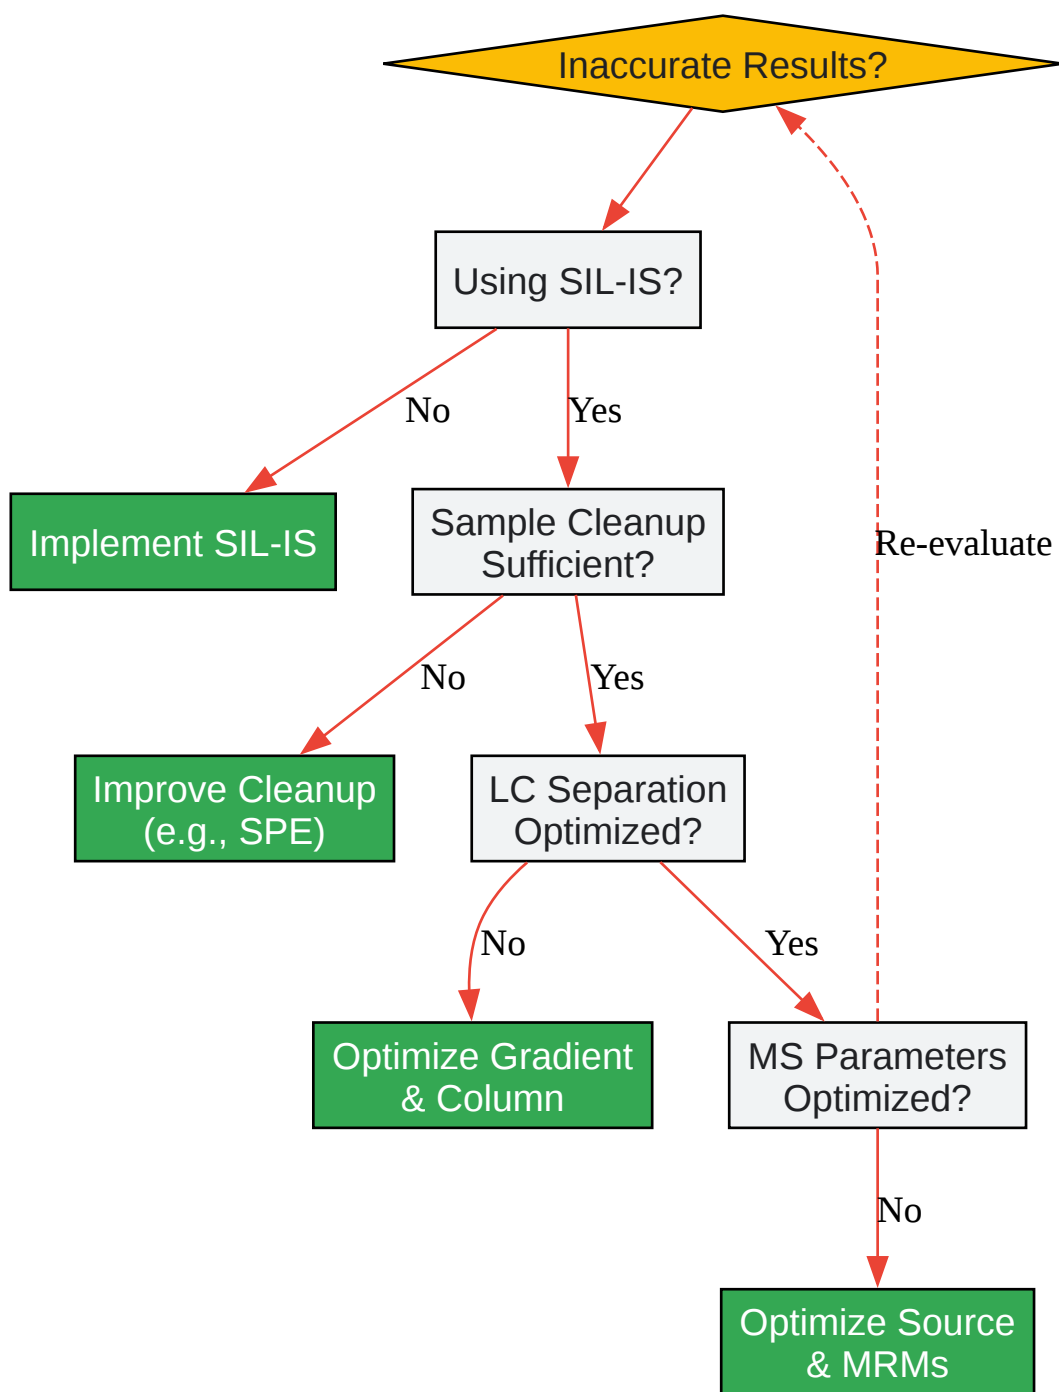 Inaccurate Results?
Using SIL-IS?
No
Yes
Implement SIL-IS
Sample Cleanup
Sufficient?
Re-evaluate
No
Yes
Improve Cleanup
(e.g., SPE)
LC Separation
Optimized?
No
Yes
Optimize Gradient
& Column
MS Parameters
Optimized?
No
Optimize Source
& MRMs